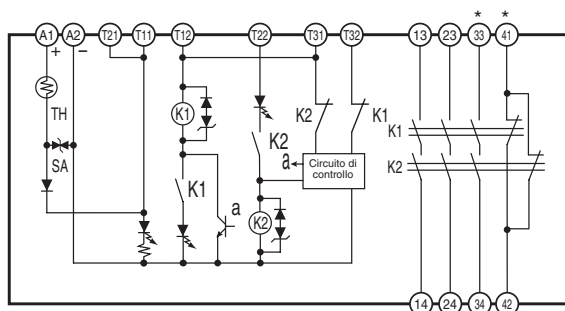 * *
A1 A2 T21 T11 T12 T22 T31 T32 13 23 33 41
+ −
TH
K1
K2 K1
K2
SA
a
Circuito di
controllo
K1
a
K2
K1
K2
14 24 34 42